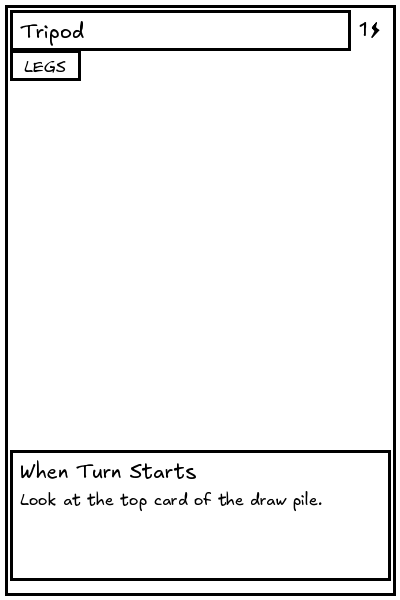 Tripod
1⚡
LEGS
When Turn Starts
Look at the top card of the draw pile.